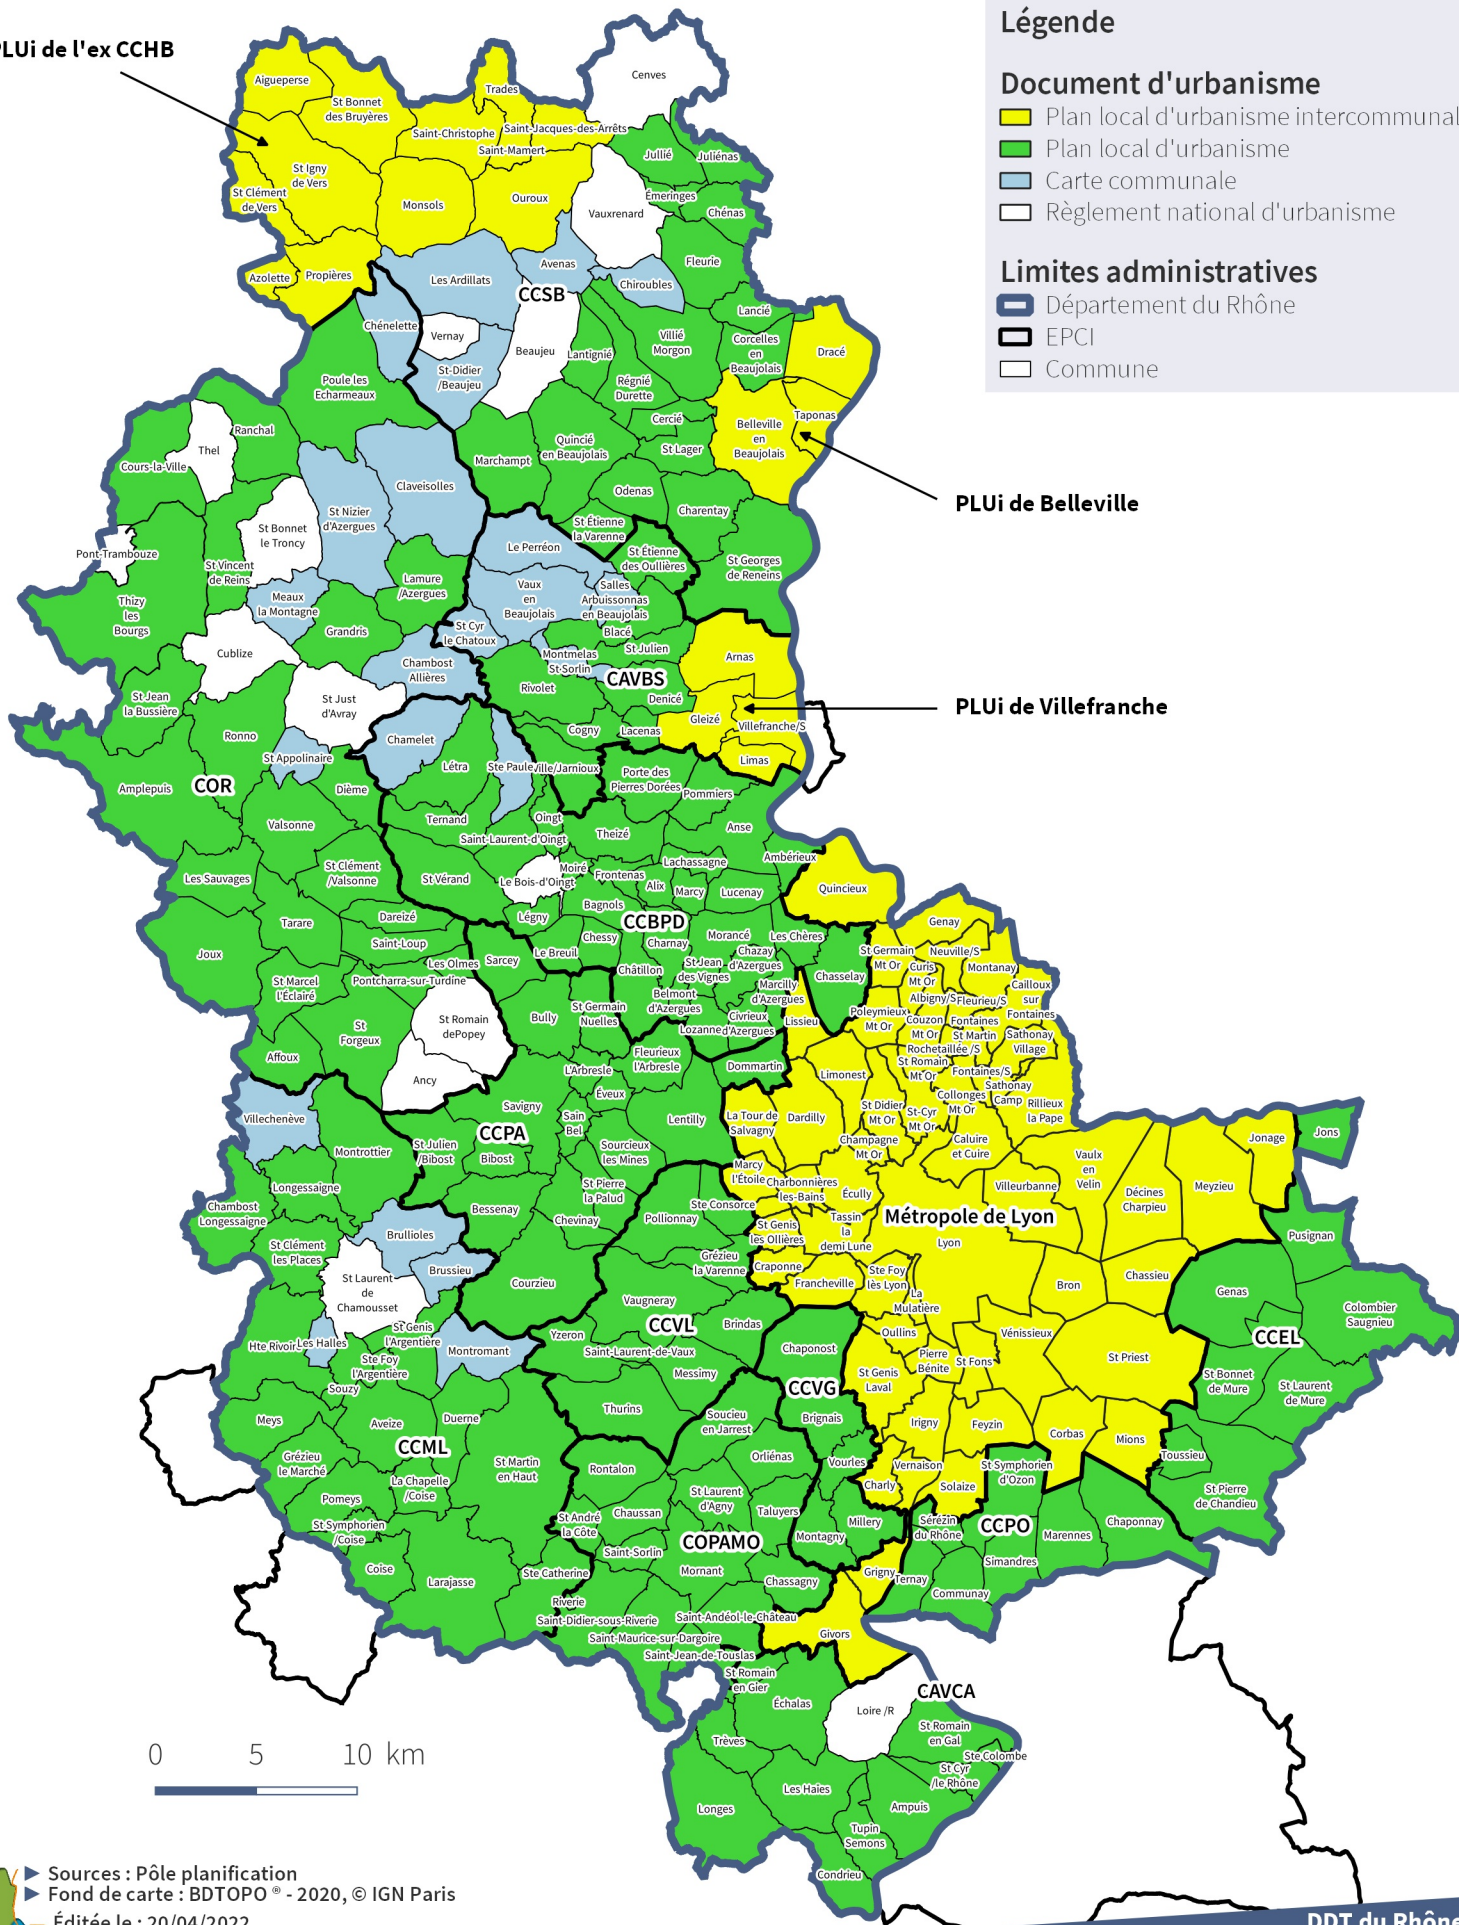 PLUi de l'ex CCHB
Légende
Document d'urbanisme
Plan local d'urbanisme intercommunal
Plan local d'urbanisme
Carte communale
Règlement national d'urbanisme
Limites administratives
Département du Rhône
EPCI
Commune
Aigueperse
St Bonnet
des Bruyères
Trades
Cenves
Saint-Christophe
Saint-Jacques-des-Arrêts
Saint-Mamert
St Igny
de Vers
St Clément
de Vers
Monsols
Ouroux
Jullié
Juliénas
Émeringes
Vauxrenard
Chénas
Fleurie
Azolette
Propières
Les Ardillats
Avenas
CCSB
Chiroubles
Lancié
Chénelette
Vernay
Beaujeu
Lantignié
Villié
Morgon
Corcelles
en
Beaujolais
Dracé
St-Didier
/Beaujeu
Régnié
Durette
Poule les
Echarmeaux
Cercié
Taponas
Belleville
en
Beaujolais
Ranchal
Thel
Cours-la-Ville
Marchampt
Quincié
en Beaujolais
St Lager
Claveisolles
Odenas
PLUi de Belleville
St Nizier
d'Azergues
Charentay
St Bonnet
le Troncy
St Étienne
la Varenne
Pont-Trambouze
Le Perréon
St Étienne
des Oullières
St Georges
de Reneins
St Vincent
de Reins
Lamure
/Azergues
Vaux
en
Beaujolais
Salles
Arbuissonnas
en Beaujolais
Thizy
les
Bourgs
Meaux
la Montagne
Grandris
St Cyr
le Chatoux
Blacé
St Julien
Cublize
Chambost
Allières
Montmelas
St Sorlin
CAVBS
Arnas
Rivolet
Denicé
St Jean
la Bussière
St Just
d'Avray
Gleizé
PLUi de Villefranche
Villefranche/S
Cogny
Lacenas
Ronno
Chamelet
St Appolinaire
Limas
Létra
Ste Paule
Ville/Jarnioux
Porte des
Pierres Dorées
Pommiers
COR
Amplepuis
Dième
Ternand
Oingt
Valsonne
Saint-Laurent-d'Oingt
Theizé
Anse
Ambérieux
Les Sauvages
St Clément
/Valsonne
St Vérand
Le Bois-d'Oingt
Moiré
Frontenas
Lachassagne
Alix
Marcy
Lucenay
Quincieux
Tarare
Dareizé
Légny
Bagnols
CCBPD
Genay
Joux
Saint-Loup
Chessy
Charnay
Morancé
Les Chères
Les Olmes
Sarcey
Le Breuil
Chazay
d'Azergues
St Germain
Mt Or
Neuville/S
Curis
Mt Or
Montanay
Pontcharra-sur-Turdine
St Marcel
l'Éclairé
Châtillon
St Jean
des Vignes
Chasselay
Marcilly
d'Azergues
Cailloux
sur
Fontaines
Belmont
d'Azergues
Albigny/S
Fleurieu/S
St Romain
dePopey
Bully
St Germain
Nuelles
Civrieux
d'Azergues
Lozanne
Lissieu
Poleymieux
Mt Or
Couzon
Mt Or
Fontaines
St Martin
Sathonay
Village
St
Forgeux
Affoux
Ancy
Fleurieux
l'Arbresle
L'Arbresle
Rochetaillée /S
St Romain
Mt Or
Fontaines/S
Dommartin
Limonest
Sathonay
Camp
Éveux
Collonges
Mt Or
Rillieux
la Pape
Villechenève
Savigny
CCPA
Sain
Bel
Lentilly
La Tour de
Salvagny
Dardilly
St Didier
Mt Or
St-Cyr
Mt Or
Montrottier
St Julien
/Bibost
Bibost
Sourcieux
les Mines
Champagne
Mt Or
Caluire
et Cuire
Jonage
Jons
Marcy
l'Étoile
Charbonnières
les-Bains
Écully
Vaulx
en
Velin
Longessaigne
St Pierre
la Palud
Villeurbanne
Décines
Charpieu
Meyzieu
Chambost
Longessaigne
Bessenay
Chevinay
Ste Consorce
Pollionnay
Tassin
la
demi Lune
Métropole de Lyon
Lyon
St Genis
les Ollières
Brullioles
Pusignan
St Clément
les Places
Brussieu
Courzieu
Grézieu
la Varenne
Craponne
Francheville
Ste Foy
lès Lyon
La
Mulatière
Bron
Chassieu
St Laurent
de
Chamousset
Genas
Colombier
Saugnieu
Vaugneray
CCVL
Brindas
Hte Rivoire
Les Halles
St Genis
l'Argentière
Yzeron
Saint-Laurent-de-Vaux
Chaponost
Oullins
Vénissieux
CCEL
Montromant
Ste Foy
l'Argentière
Pierre
Bénite
St Fons
St Priest
Souzy
Messimy
St Genis
Laval
St Bonnet
de Mure
St Laurent
de Mure
CCVG
Meys
Aveize
Duerne
Thurins
Soucieu
en Jarrest
Brignais
Irigny
Feyzin
Corbas
Mions
CCML
Grézieu
le Marché
St Martin
en Haut
Rontalon
Orliénas
Vourles
Vernaison
St Symphorien
d'Ozon
Toussieu
La Chapelle
/Coise
Charly
Solaize
St Pierre
de Chandieu
Pomeys
St Laurent
d'Agny
Taluyers
St André
la Côte
Chaussan
Millery
Sérézin
du Rhône
CCPO
Chaponnay
St Symphorien
/Coise
Montagny
Marennes
COPAMO
Saint-Sorlin
Simandres
Coise
Larajasse
Ste Catherine
Mornant
Chassagny
Grigny
Ternay
Communay
Riverie
Saint-Didier-sous-Riverie
Saint-Andéol-le-Château
Givors
Saint-Maurice-sur-Dargoire
Saint-Jean-de-Touslas
St Romain
en Gier
Échalas
Loire /R
CAVCA
St Romain
en Gal
Trèves
Ste Colombe
St Cyr
/le Rhône
Les Haies
Longes
Ampuis
Tupin
Semons
Condrieu
0 5 10 km
Sources : Pôle planification
Fond de carte : BDTOPO ® - 2020, © IGN Paris
Éditée le : 20/04/2022
DDT du Rhône